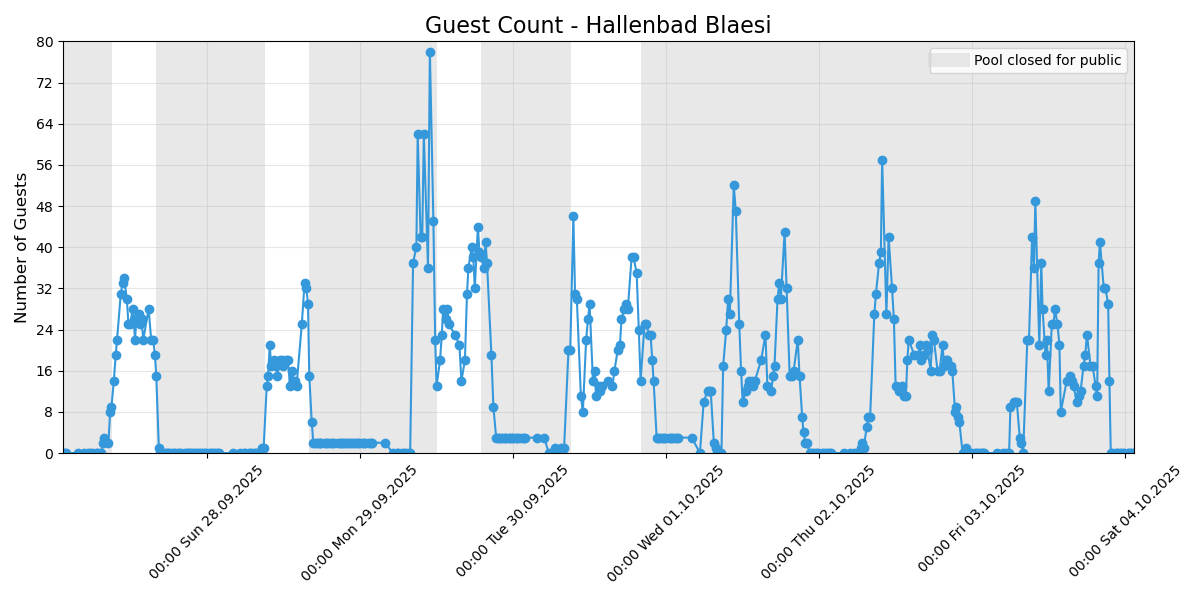 Guest Count - Hallenbad Blaesi
Pool closed for public
Number of Guests
80
72
64
56
48
40
32
24
16
8
0
00:00 Sun 28.09.2025
00:00 Mon 29.09.2025
00:00 Tue 30.09.2025
00:00 Wed 01.10.2025
00:00 Thu 02.10.2025
00:00 Fri 03.10.2025
00:00 Sat 04.10.2025